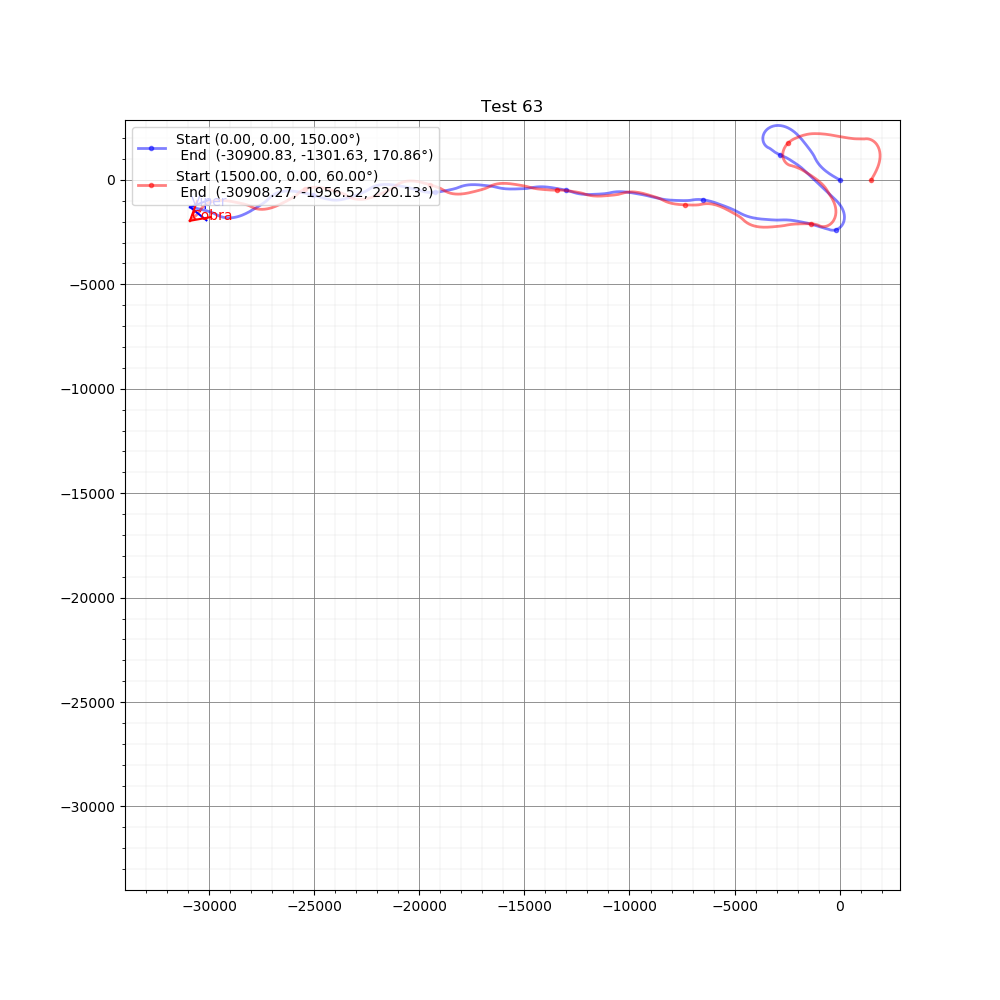 Test 63
Start (0.00, 0.00, 150.00°)
End (-30900.83, -1301.63, 170.86°)
Start (1500.00, 0.00, 60.00°)
End (-30908.27, -1956.52, 220.13°)
Cobra
0
−5000
−10000
−15000
−20000
−25000
−30000
−30000 −25000 −20000 −15000 −10000 −5000 0